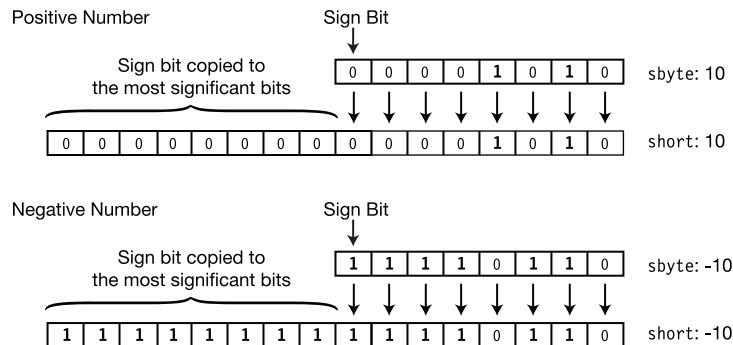 Positive Number Sign Bit
Sign bit copied to
the most significant bits
0 0 0 0 1 0 1 0 sbyte: 10
0 0 0 0 0 0 0 0 0 0 0 0 1 0 1 0 short: 10
Negative Number Sign Bit
Sign bit copied to
the most significant bits
1 1 1 1 0 1 1 0 sbyte: -10
1 1 1 1 1 1 1 1 1 1 1 1 0 1 1 0 short: -10